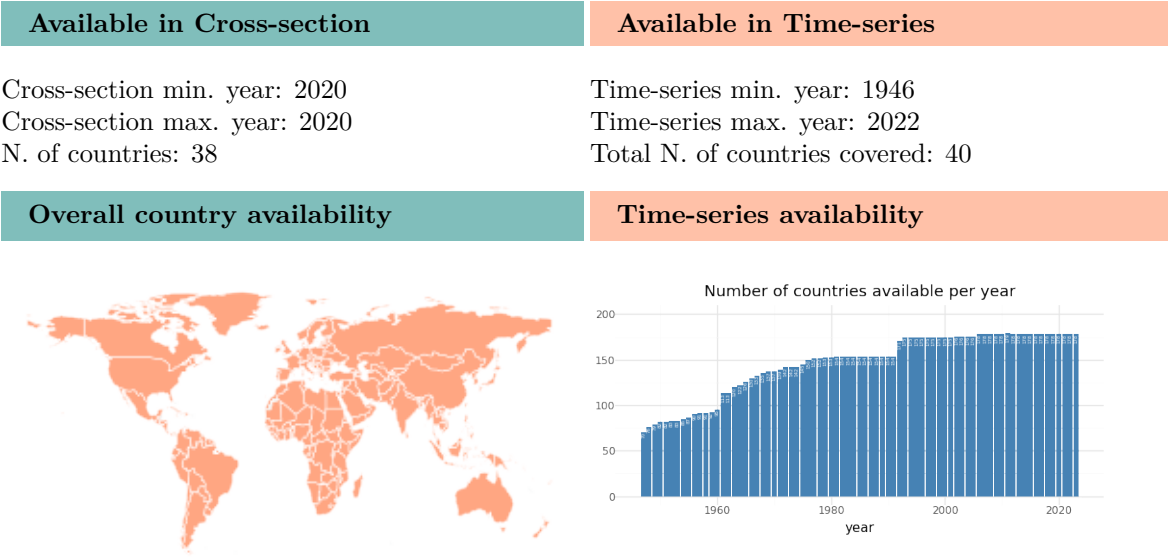 Available in Cross-section
Available in Time-series
Cross-section min. year: 2020
Cross-section max. year: 2020
N. of countries: 38
Time-series min. year: 1946
Time-series max. year: 2022
Total N. of countries covered: 40
Overall country availability
Time-series availability
Number of countries available per year
200
150
100
50
0
1960
1980
2000
2020
year